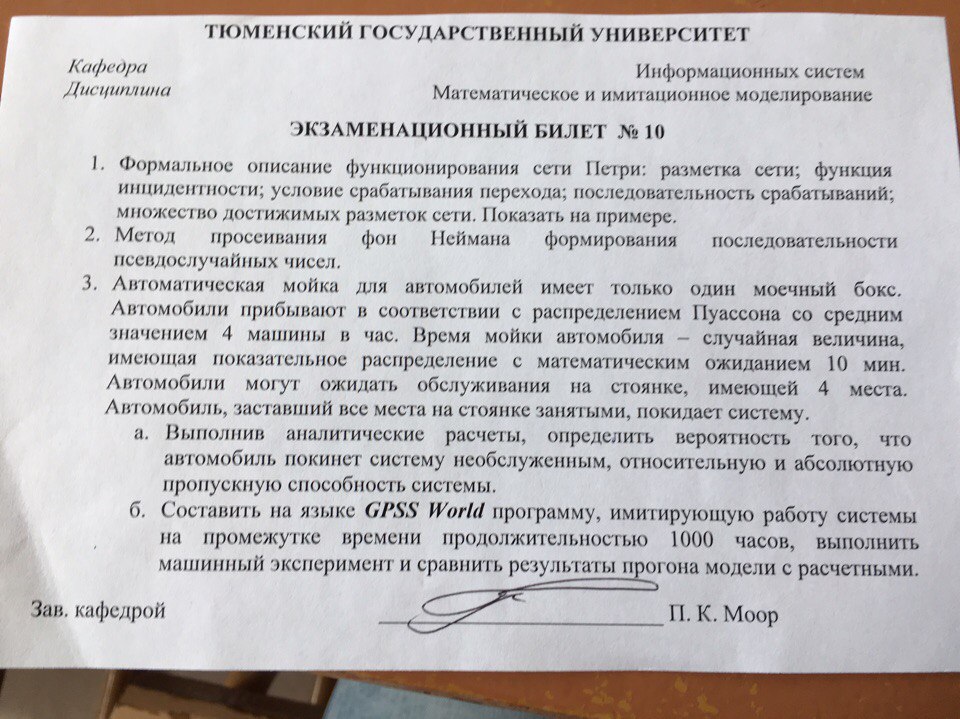 ТЮМЕНСКИЙ ГОСУДАРСТВЕННЫЙ УНИВЕРСИТЕТ
Кафедра Информационных систем
Дисциплина Математическое и имитационное моделирование
ЭКЗАМЕНАЦИОННЫЙ БИЛЕТ № 10
1. Формальное описание функционирования сети Петри: разметка сети; функция
инцидентности; условие срабатывания перехода; последовательность срабатываний;
множество достижимых разметок сети. Показать на примере.
2. Метод просеивания фон Неймана формирования последовательности
псевдослучайных чисел.
3. Автоматическая мойка для автомобилей имеет только один моечный бокс.
Автомобили прибывают в соответствии с распределением Пуассона со средним
значением 4 машины в час. Время мойки автомобиля – случайная величина,
имеющая показательное распределение с математическим ожиданием 10 мин.
Автомобили могут ожидать обслуживания на стоянке, имеющей 4 места.
Автомобиль, заставший все места на стоянке занятыми, покидает систему.
а. Выполнив аналитические расчеты, определить вероятность того, что
автомобиль покинет систему необслуженным, относительную и абсолютную
пропускную способность системы.
б. Составить на языке GPSS World программу, имитирующую работу системы
на промежутке времени продолжительностью 1000 часов, выполнить
машинный эксперимент и сравнить результаты прогона модели с расчетными.
Зав. кафедрой П. К. Моор